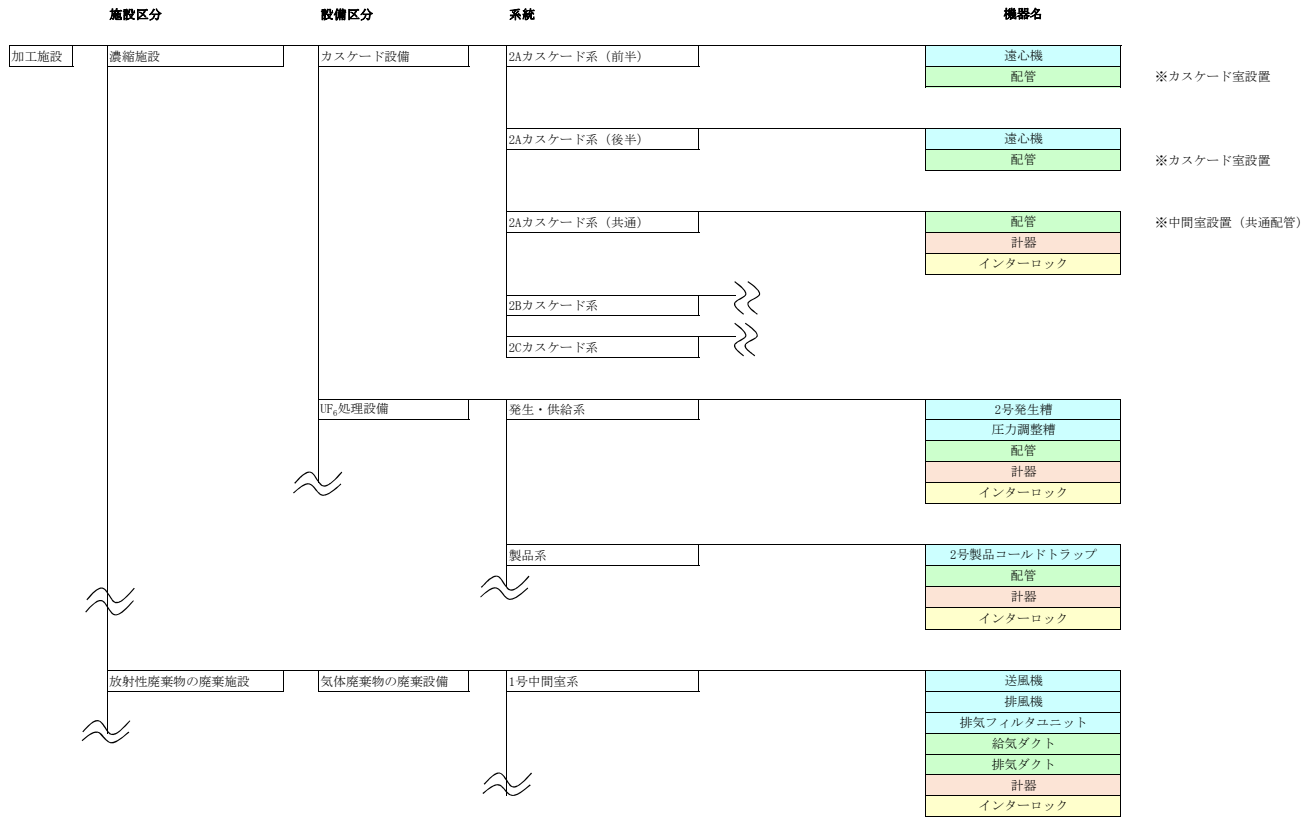 施設区分 設備区分 系統 機器名
加工施設 濃縮施設 カスケード設備 2Aカスケード系（前半） 遠心機
配管 ※カスケード室設置
2Aカスケード系（後半） 遠心機
配管 ※カスケード室設置
2Aカスケード系（共通） 配管 ※中間室設置（共通配管）
計器
インターロック
2Bカスケード系
2Cカスケード系
UF₆処理設備 発生・供給系 2号発生槽
圧力調整槽
配管
計器
インターロック
製品系 2号製品コールドトラップ
配管
計器
インターロック
放射性廃棄物の廃棄施設 気体廃棄物の廃棄設備 1号中間室系 送風機
排風機
排気フィルタユニット
給気ダクト
排気ダクト
計器
インターロック